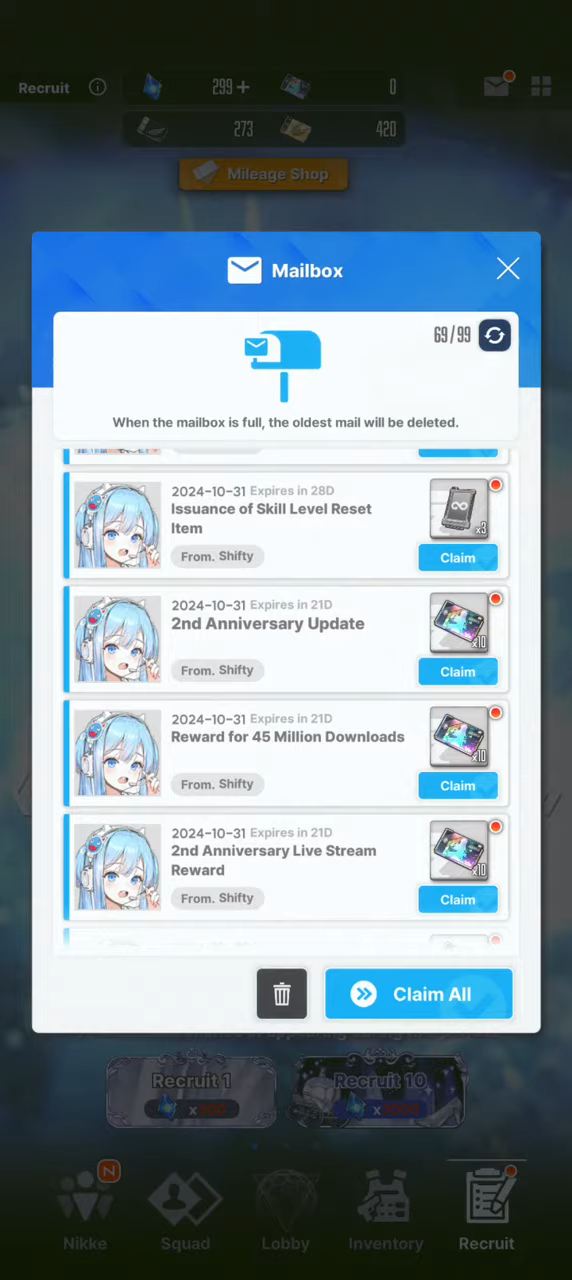 Recruit
299 +
0
273
420
Mileage Shop
Mailbox
69/99
When the mailbox is full, the oldest mail will be deleted.
2024-10-31 Expires in 28D
Issuance of Skill Level Reset
Item
From. Shifty
x3
Claim
2024-10-31 Expires in 21D
2nd Anniversary Update
From. Shifty
x10
Claim
2024-10-31 Expires in 21D
Reward for 45 Million Downloads
From. Shifty
x10
Claim
2024-10-31 Expires in 21D
2nd Anniversary Live Stream
Reward
From. Shifty
x10
Claim
Claim All
Recruit 1
Recruit 10
N
Nikke
Squad
Lobby
Inventory
Recruit